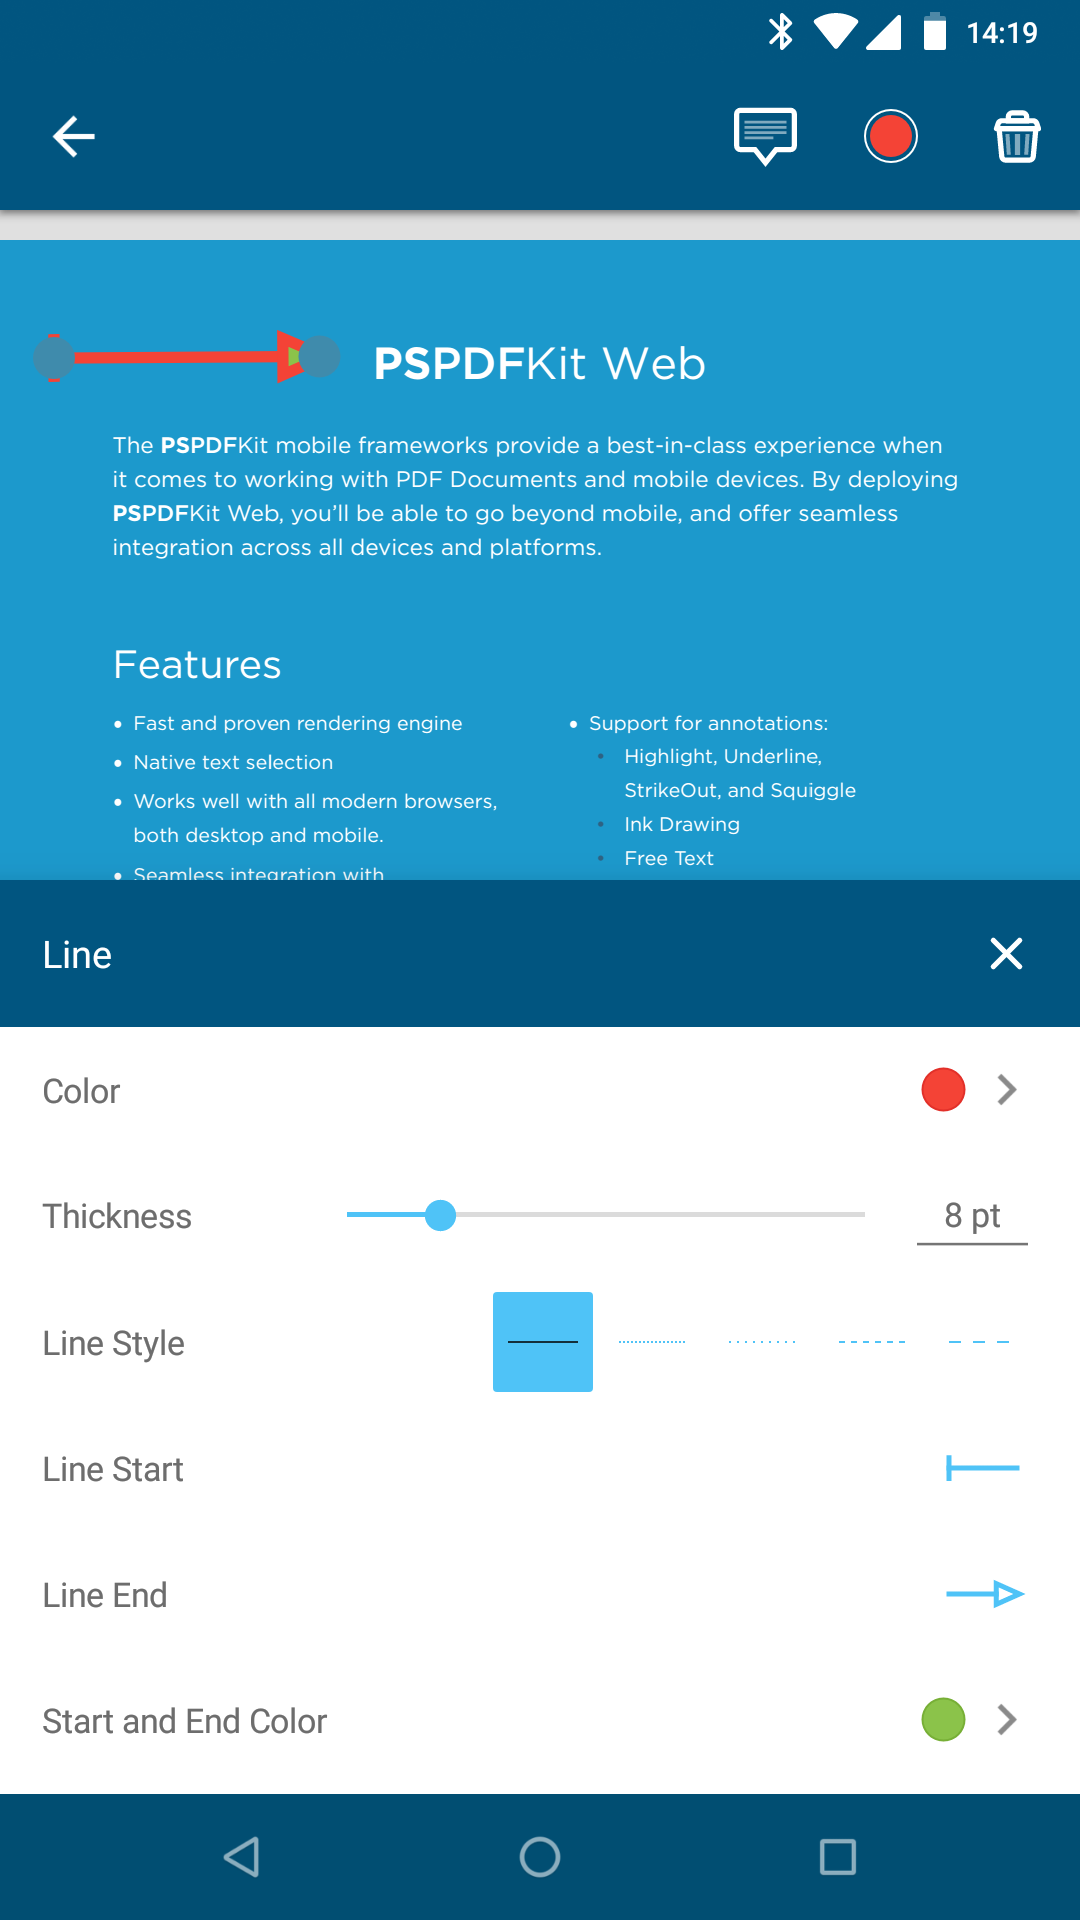 14:19
PSPDFKit Web
The PSPDFKit mobile frameworks provide a best-in-class experience when
it comes to working with PDF Documents and mobile devices. By deploying
PSPDFKit Web, you’ll be able to go beyond mobile, and offer seamless
integration across all devices and platforms.
Features
• Fast and proven rendering engine
• Native text selection
• Works well with all modern browsers,
both desktop and mobile.
• Seamless integration with
• Support for annotations:
• Highlight, Underline,
StrikeOut, and Squiggle
• Ink Drawing
• Free Text
Line
Color
Thickness
8 pt
Line Style
Line Start
Line End
Start and End Color